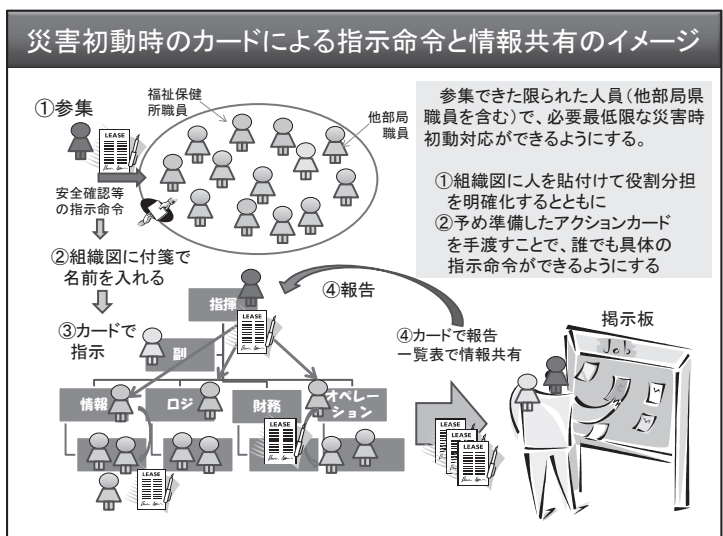 災害初動時のカードによる指示命令と情報共有のイメージ
①参集
福祉保健
所職員
他部局
職員
LEASE
安全確認等
の指示命令
参集できた限られた人員（他部局県
職員を含む）で、必要最低限な災害時
初動対応ができるようにする。
①組織図に人を貼付けて役割分担
を明確化するとともに
②予め準備したアクションカード
を手渡すことで、誰でも具体の
指示命令ができるようにする
②組織図に付箋で
名前を入れる
③カードで
指示
指揮
LEASE
副
④報告
情報
ロジ
財務
オペレー
ション
LEASE
LEASE
④カードで報告
一覧表で情報共有
LEASE
LEASE
LEASE
掲示板
Job